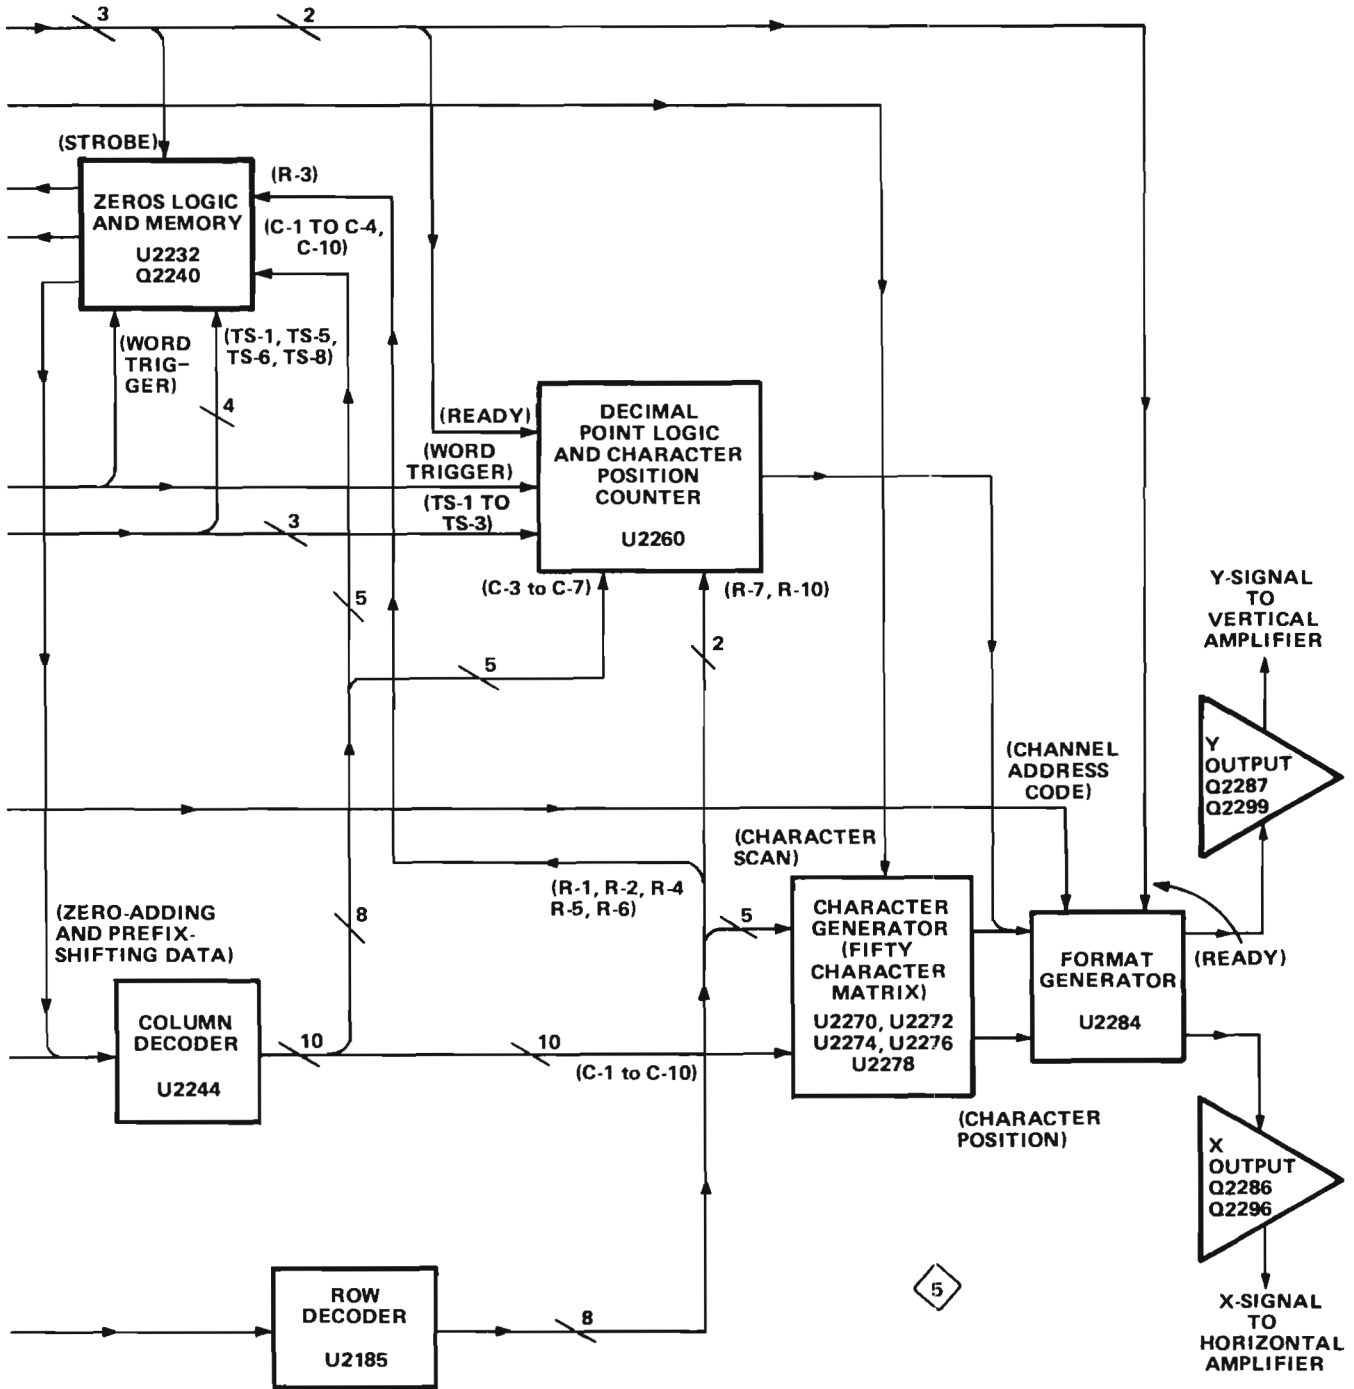 3
2
(STROBE)
ZEROS LOGIC
AND MEMORY
U2232
Q2240
(R-3)
(C-1 TO C-4,
C-10)
(WORD
TRIG-
GER)
(TS-1, TS-5,
TS-6, TS-8)
4
(READY)
(WORD
TRIGGER)
(TS-1 TO
TS-3)
3
DECIMAL
POINT LOGIC
AND CHARACTER
POSITION
COUNTER
U2260
(C-3 to C-7)
(R-7, R-10)
5
5
2
Y-SIGNAL
TO
VERTICAL
AMPLIFIER
Y
OUTPUT
Q2287
Q2299
(CHANNEL
ADDRESS
CODE)
(CHARACTER
SCAN)
(R-1, R-2, R-4
R-5, R-6)
(ZERO-ADDING
AND PREFIX-
SHIFTING DATA)
8
5
CHARACTER
GENERATOR
(FIFTY
CHARACTER
MATRIX)
U2270, U2272
U2274, U2276
U2278
FORMAT
GENERATOR
U2284
(READY)
COLUMN
DECODER
U2244
10
10
(C-1 to C-10)
(CHARACTER
POSITION)
X
OUTPUT
Q2286
Q2296
ROW
DECODER
U2185
8
5
X-SIGNAL
TO
HORIZONTAL
AMPLIFIER